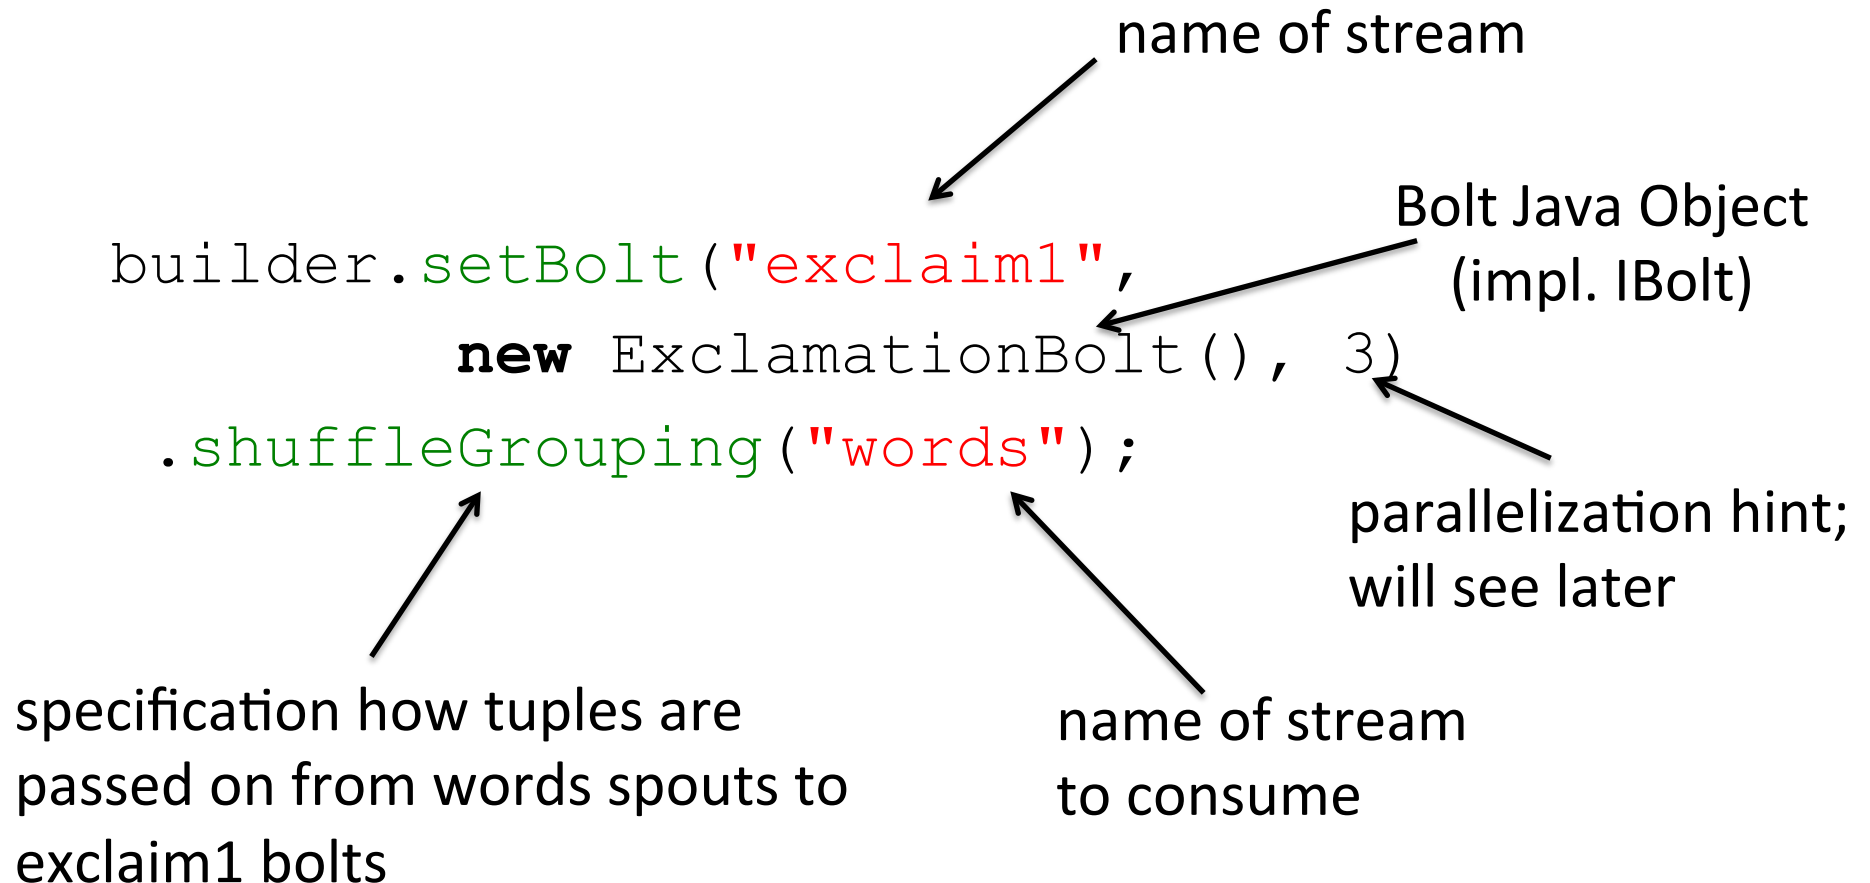 name of stream
Bolt Java Object
(impl. IBolt)
builder.setBolt("exclaim1",
new ExclamationBolt(), 3)
.shuffleGrouping("words");
parallelization hint;
will see later
specification how tuples are
passed on from words spouts to
exclaim1 bolts
name of stream
to consume